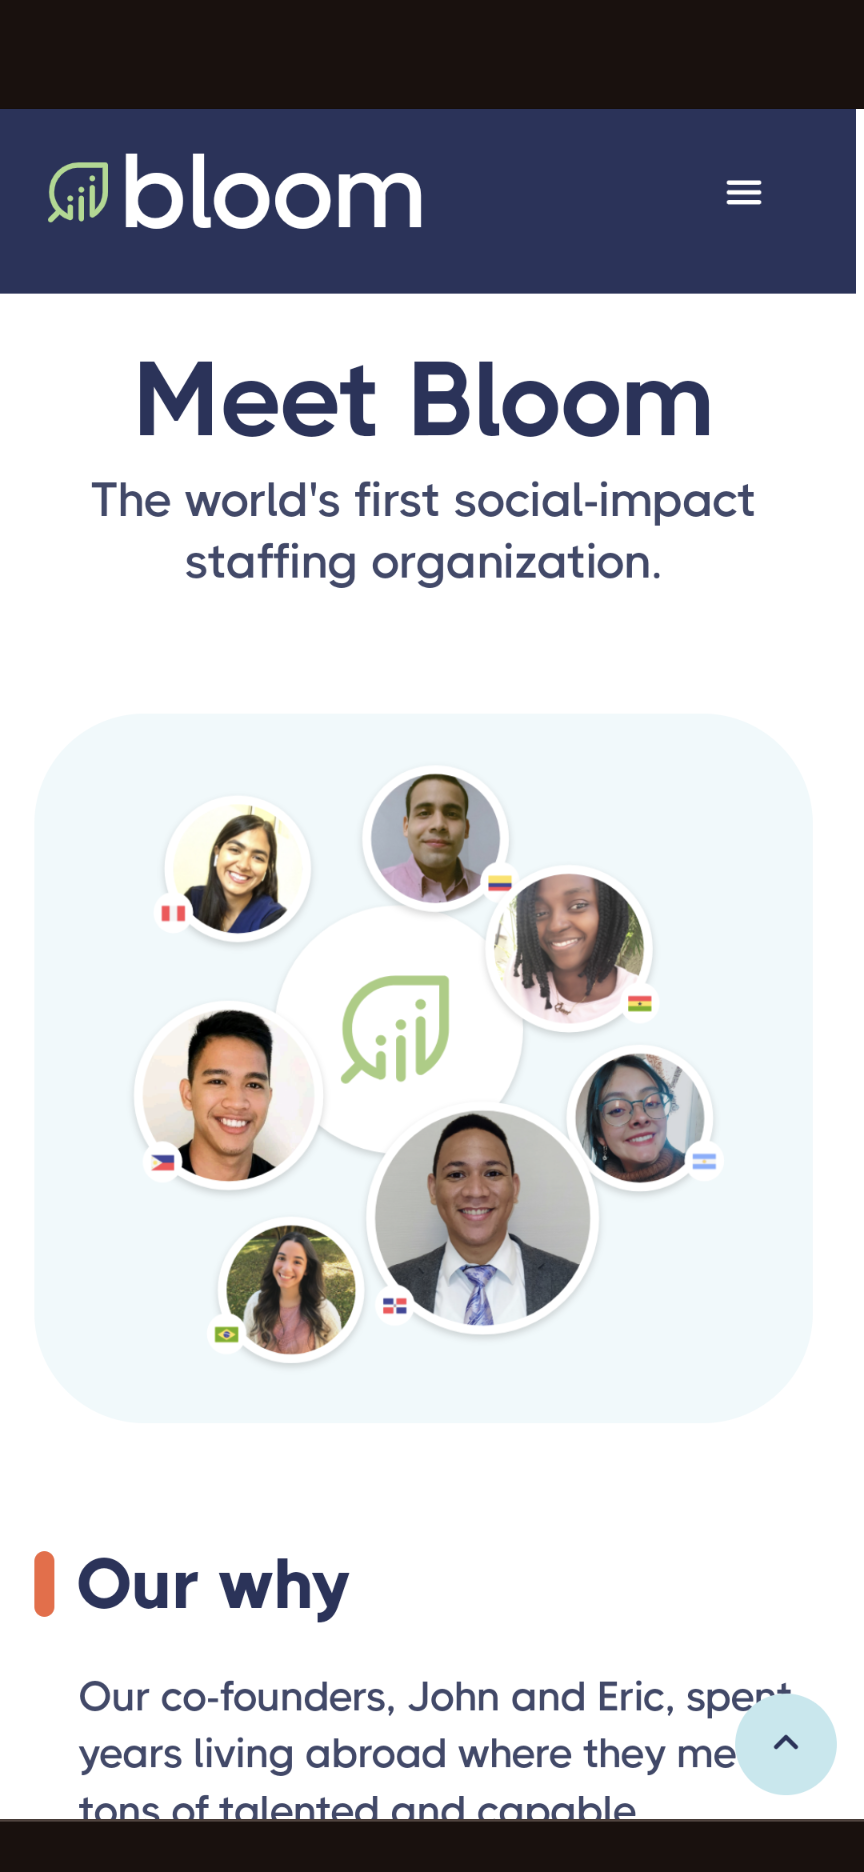 bloom
Meet Bloom
The world's first social-impact
staffing organization.
Our why
Our co-founders, John and Eric, spent
years living abroad where they me
tons of talented and capable